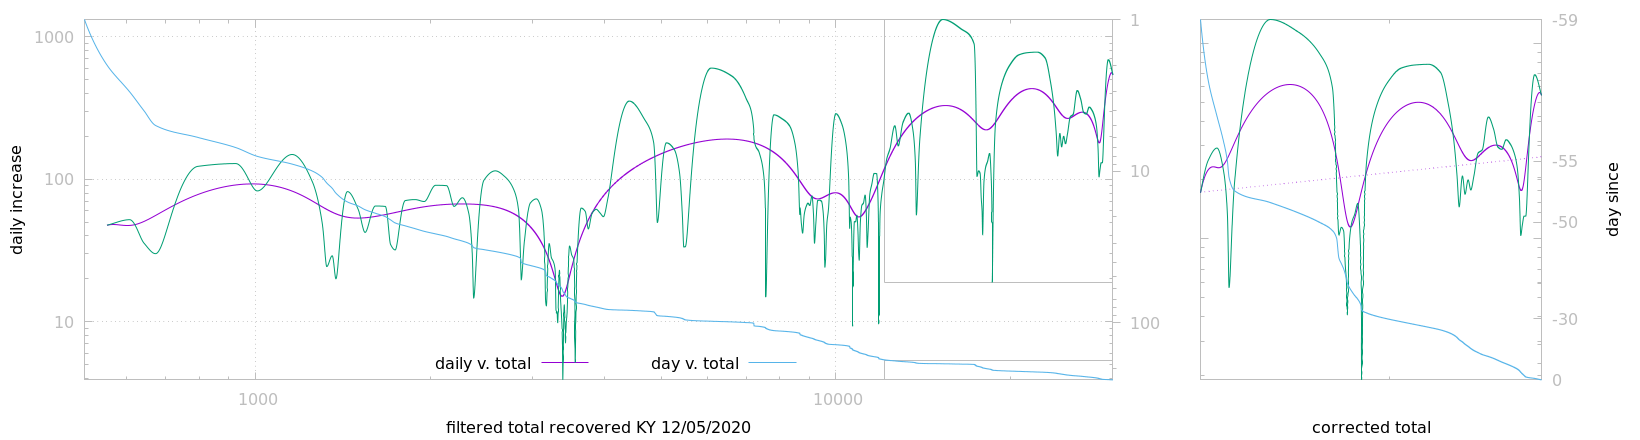 daily increase
1000
100
10
1000
10000
daily v. total
day v. total
filtered total recovered KY 12/05/2020
1
10
100
-59
-55
-50
-30
0
day since
corrected total